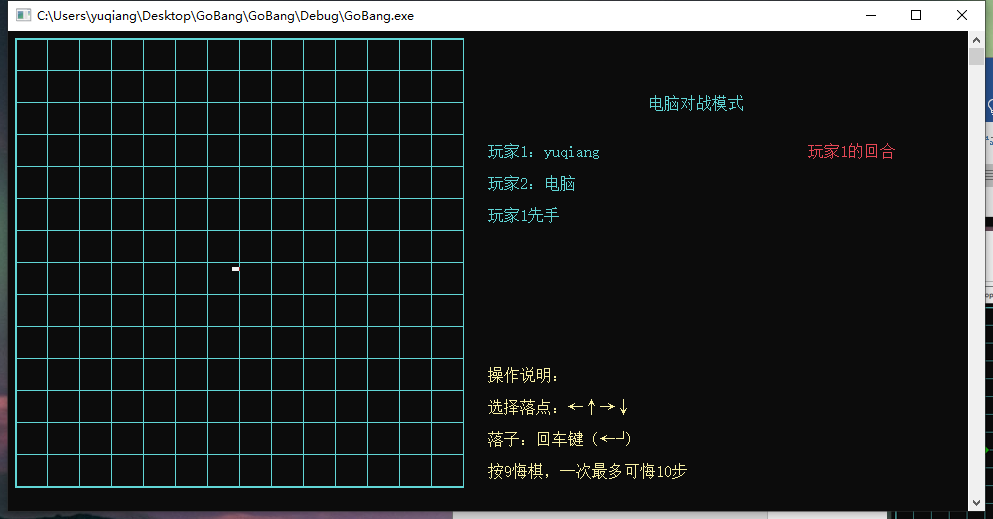 C:\Users\yuqiang\Desktop\GoBang\GoBang\Debug\GoBang.exe
电脑对战模式
玩家1：yuqiang
玩家1的回合
玩家2：电脑
玩家1先手
操作说明：
选择落点：←↑→↓
落子：回车键（←┘）
按9悔棋，一次最多可悔10步